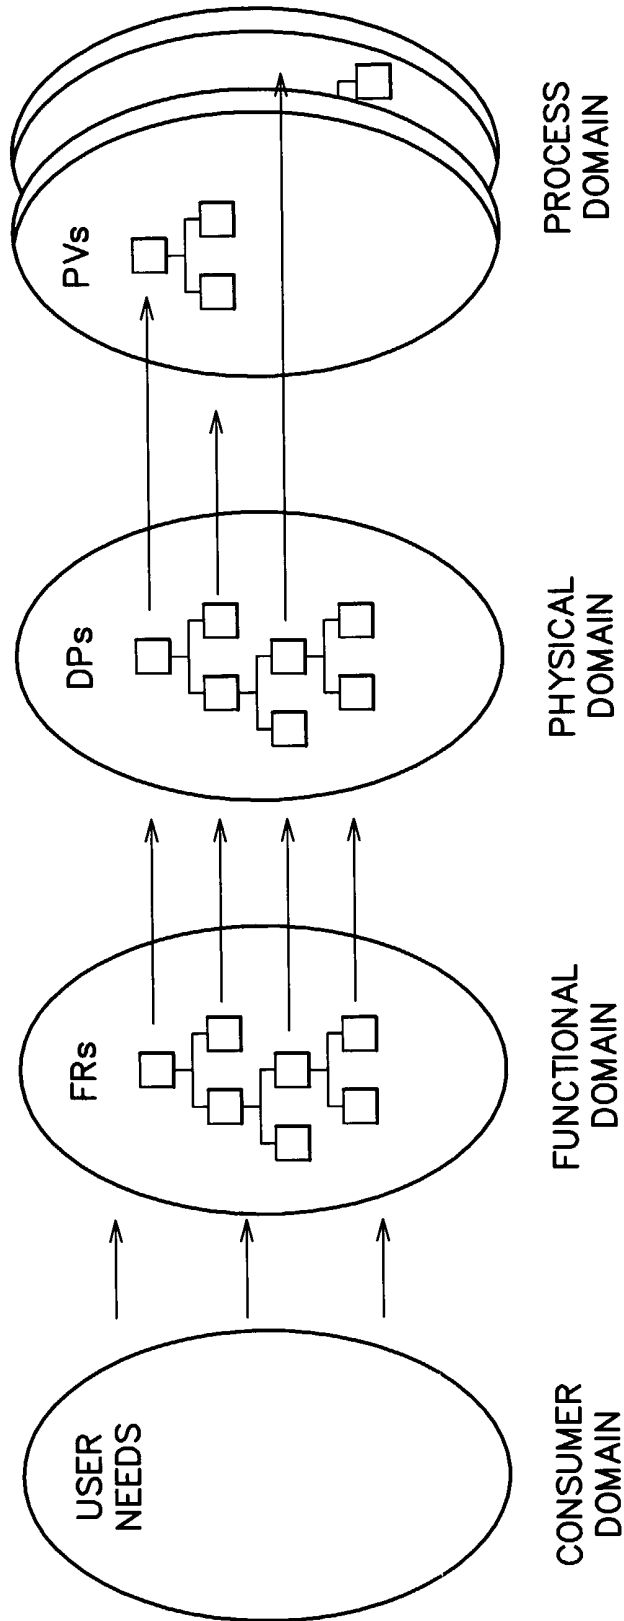 USER
NEEDS
CONSUMER
DOMAIN
FRs
FUNCTIONAL
DOMAIN
DPs
PHYSICAL
DOMAIN
PVs
PROCESS
DOMAIN